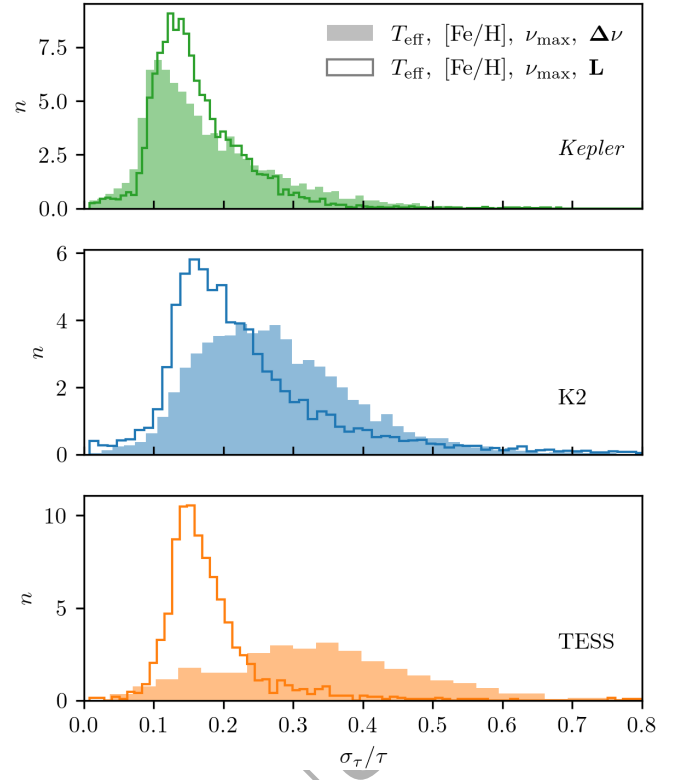 T_eff, [Fe/H], ν_max, Δν
T_eff, [Fe/H], ν_max, L
7.5
5.0
2.5
0.0
n
Kepler
6
4
2
0
n
K2
10
5
0
n
TESS
0.0 0.1 0.2 0.3 0.4 0.5 0.6 0.7 0.8
σ_τ/τ